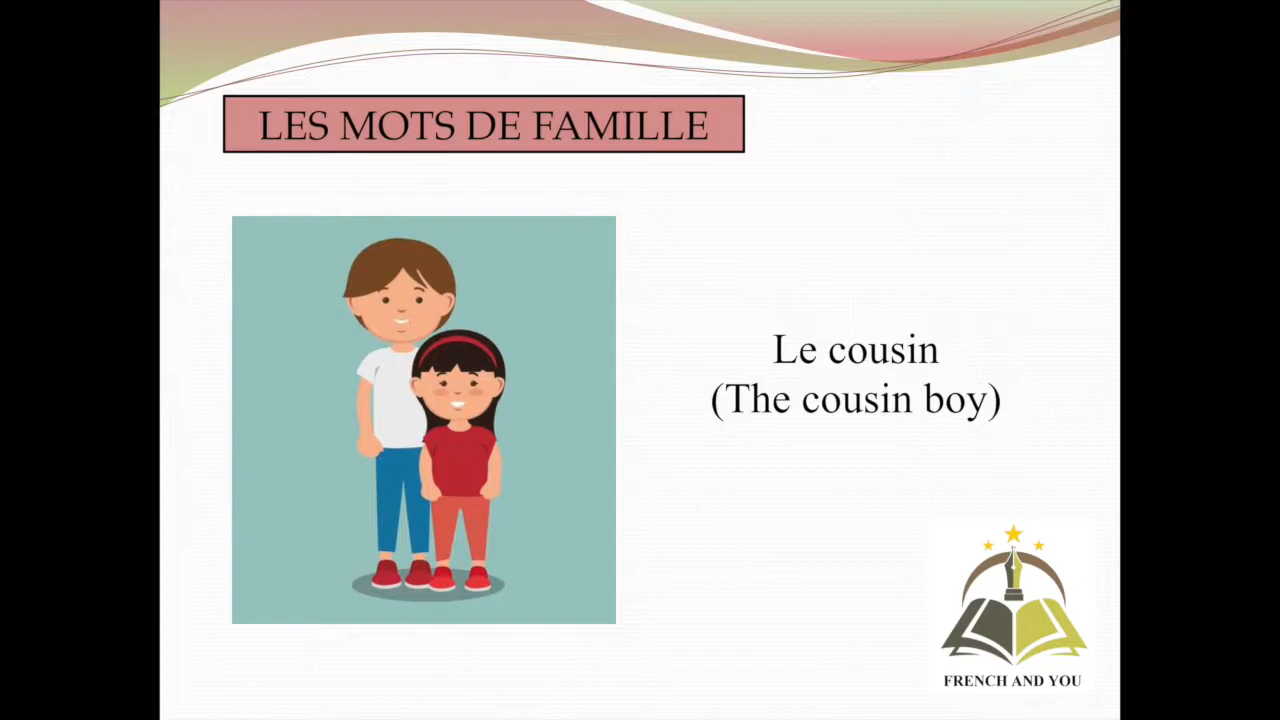 LES MOTS DE FAMILLE
Le cousin
(The cousin boy)
FRENCH AND YOU